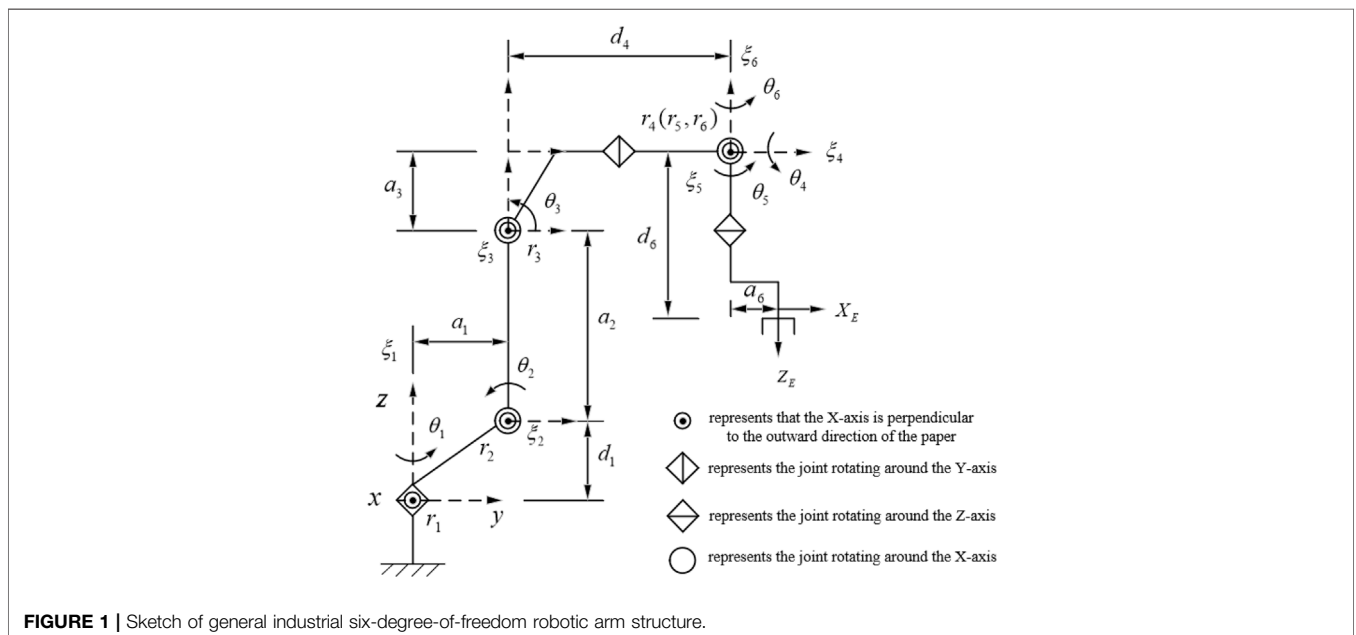 d₄
ξ₆
θ₆
r₄(r₅,r₆)
ξ₄
a₃
θ₃
ξ₅
θ₅
θ₄
ξ₃
r₃
d₆
a₆
X_E
a₁
a₂
ξ₁
θ₂
Z_E
z
θ₁
r₂
ξ₂
d₁
x
r₁
y
represents that the X-axis is perpendicular
to the outward direction of the paper
represents the joint rotating around the Y-axis
represents the joint rotating around the Z-axis
represents the joint rotating around the X-axis
FIGURE 1 | Sketch of general industrial six-degree-of-freedom robotic arm structure.